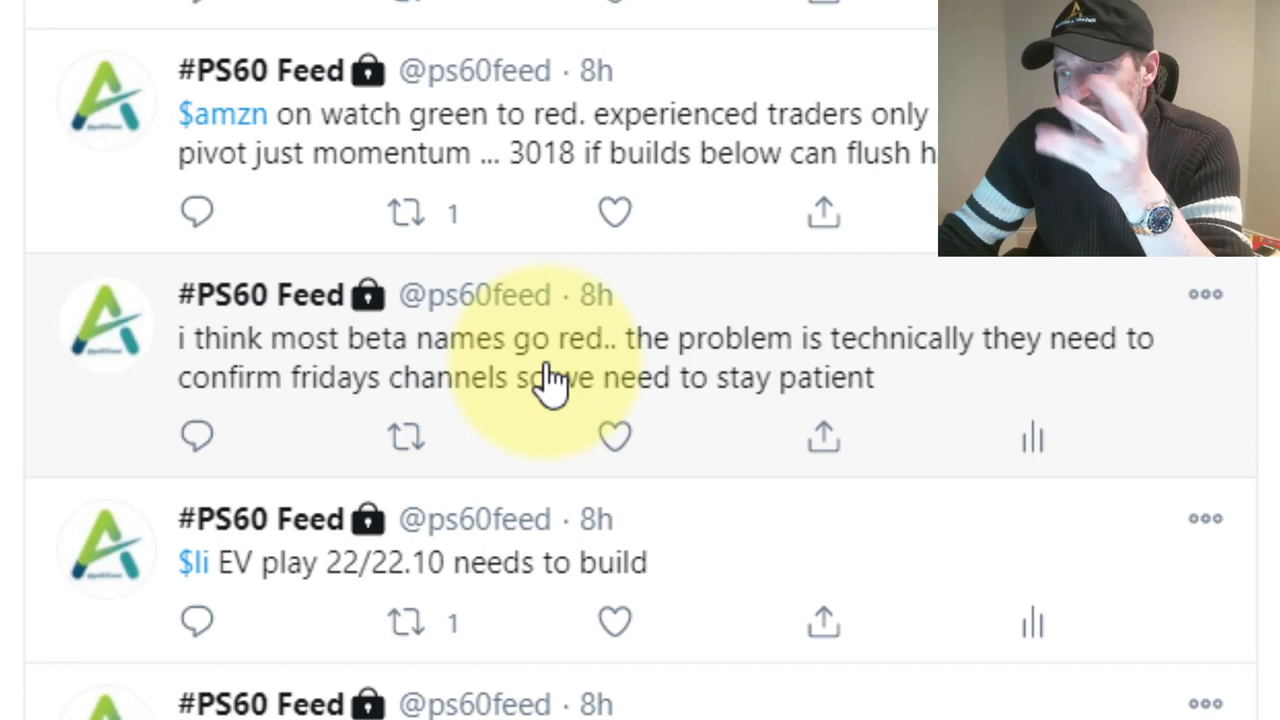 #PS60 Feed @ps60feed · 8h
$amzn on watch green to red. experienced traders only
pivot just momentum ... 3018 if builds below can flush
1
#PS60 Feed @ps60feed · 8h
i think most beta names go red.. the problem is technically they need to
confirm fridays channels so we need to stay patient
#PS60 Feed @ps60feed · 8h
$li EV play 22/22.10 needs to build
1
#PS60 Feed @ps60feed · 8h